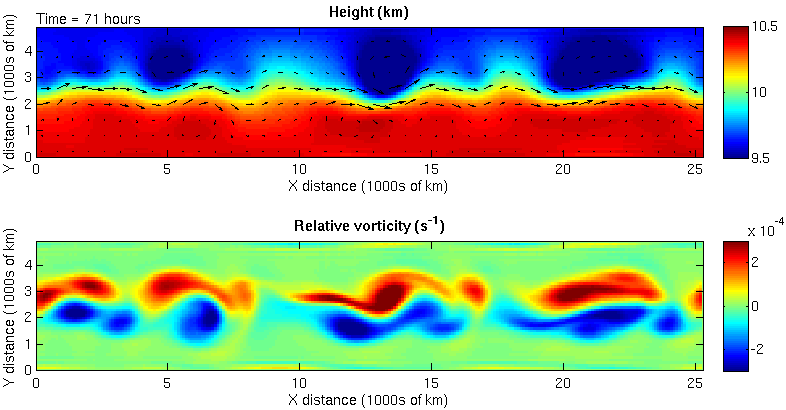 Height (km)
Time = 71 hours
Y distance (1000s of km)
4
3
2
1
0
0 5 10 15 20 25
X distance (1000s of km)
10.5
10
9.5
Relative vorticity (s-1)
Y distance (1000s of km)
4
3
2
1
0
0 5 10 15 20 25
X distance (1000s of km)
x 10-4
2
0
-2